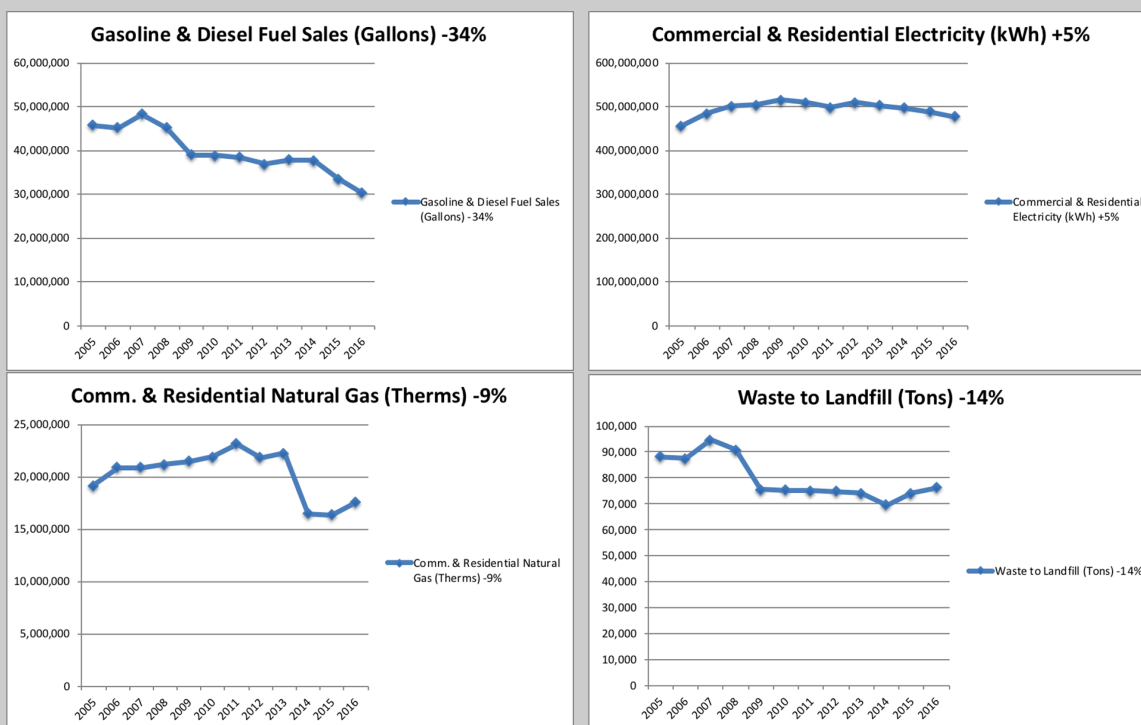 Gasoline & Diesel Fuel Sales (Gallons) -34%
60,000,000
50,000,000
40,000,000
30,000,000
20,000,000
10,000,000
0
2005 2006 2007 2008 2009 2010 2011 2012 2013 2014 2015 2016
Gasoline & Diesel Fuel Sales
(Gallons) -34%
Commercial & Residential Electricity (kWh) +5%
600,000,000
500,000,000
400,000,000
300,000,000
200,000,000
100,000,000
0
2005 2006 2007 2008 2009 2010 2011 2012 2013 2014 2015 2016
Commercial & Residential
Electricity (kWh) +5%
Comm. & Residential Natural Gas (Therms) -9%
25,000,000
20,000,000
15,000,000
10,000,000
5,000,000
0
2005 2006 2007 2008 2009 2010 2011 2012 2013 2014 2015 2016
Comm. & Residential Natural
Gas (Therms) -9%
Waste to Landfill (Tons) -14%
100,000
90,000
80,000
70,000
60,000
50,000
40,000
30,000
20,000
10,000
0
2005 2006 2007 2008 2009 2010 2011 2012 2013 2014 2015 2016
Waste to Landfill (Tons) -14%